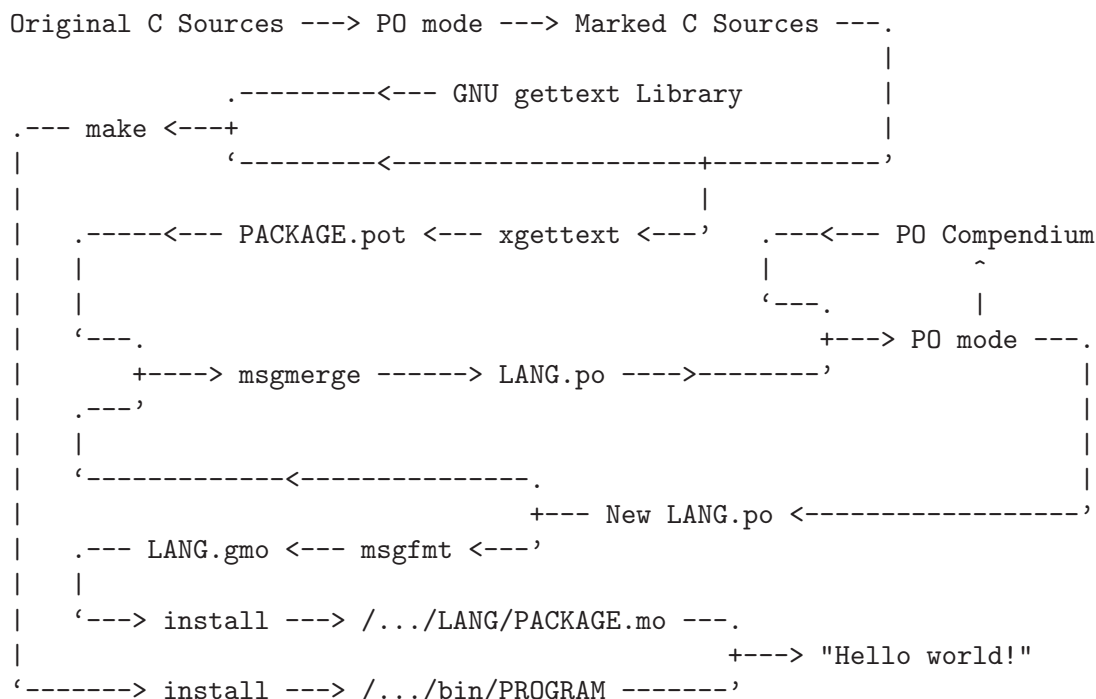 Original C Sources ---> PO mode ---> Marked C Sources ---.
                                                         |
              .---------<--- GNU gettext Library         |
.--- make <---+                                          |
|             ‘---------<--------------------+-----------’
|                                            |
|   .-----<--- PACKAGE.pot <--- xgettext <---’   .---<--- PO Compendium
|   |                                            |             ^
|   |                                            ‘---.         |
|   ‘---.                                            +---> PO mode ---.
|       +----> msgmerge ------> LANG.po ---->--------’                |
|   .---’                                                             |
|   |                                                                 |
|   ‘-------------<---------------.                                   |
|                                 +--- New LANG.po <------------------’
|   .--- LANG.gmo <--- msgfmt <---’
|   |
|   ‘---> install ---> /.../LANG/PACKAGE.mo ---.
|                                              +---> "Hello world!"
‘-------> install ---> /.../bin/PROGRAM -------’